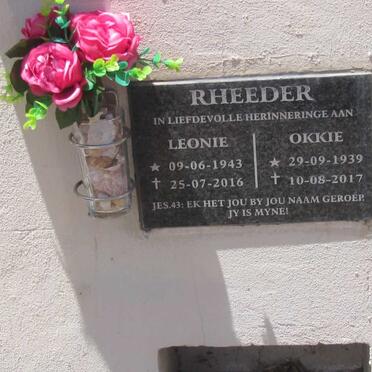 RHEEDER
IN LIEFDEVOLLE HERINNERINGE AAN
LEONIE
★ 09-06-1943
✝ 25-07-2016
OKKIE
★ 29-09-1939
✝ 10-08-2017
JES.43: EK HET JOU BY JOU NAAM GEROEP,
JY IS MYNE!